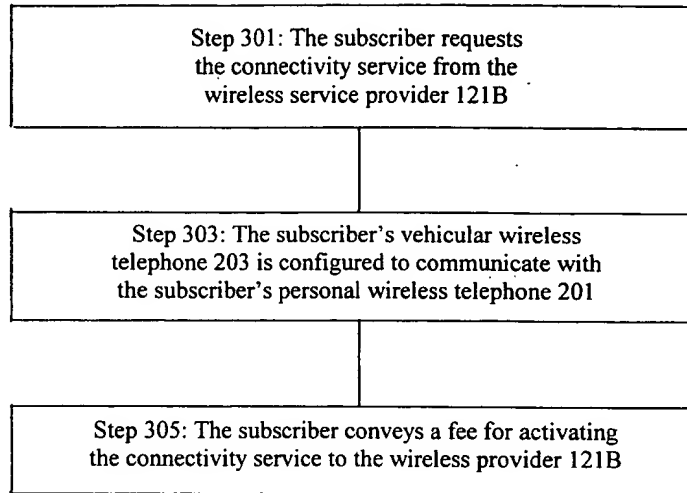 Step 301: The subscriber requests
the connectivity service from the
wireless service provider 121B
Step 303: The subscriber's vehicular wireless
telephone 203 is configured to communicate with
the subscriber's personal wireless telephone 201
Step 305: The subscriber conveys a fee for activating
the connectivity service to the wireless provider 121B